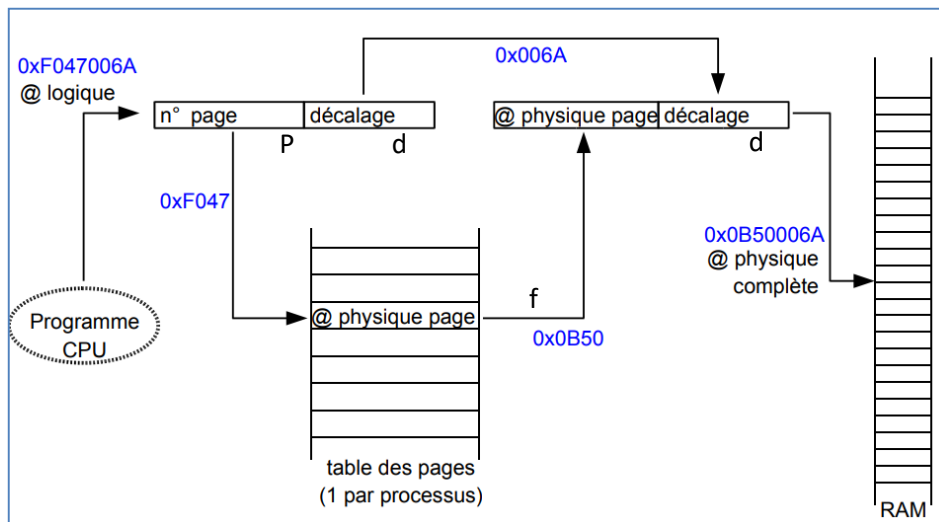 0xF047006A
@ logique
0x006A
n° page
décalage
@ physique page
décalage
P
d
d
0xF047
0x0B50006A
@ physique
complète
Programme
CPU
@ physique page
f
0x0B50
table des pages
(1 par processus)
RAM